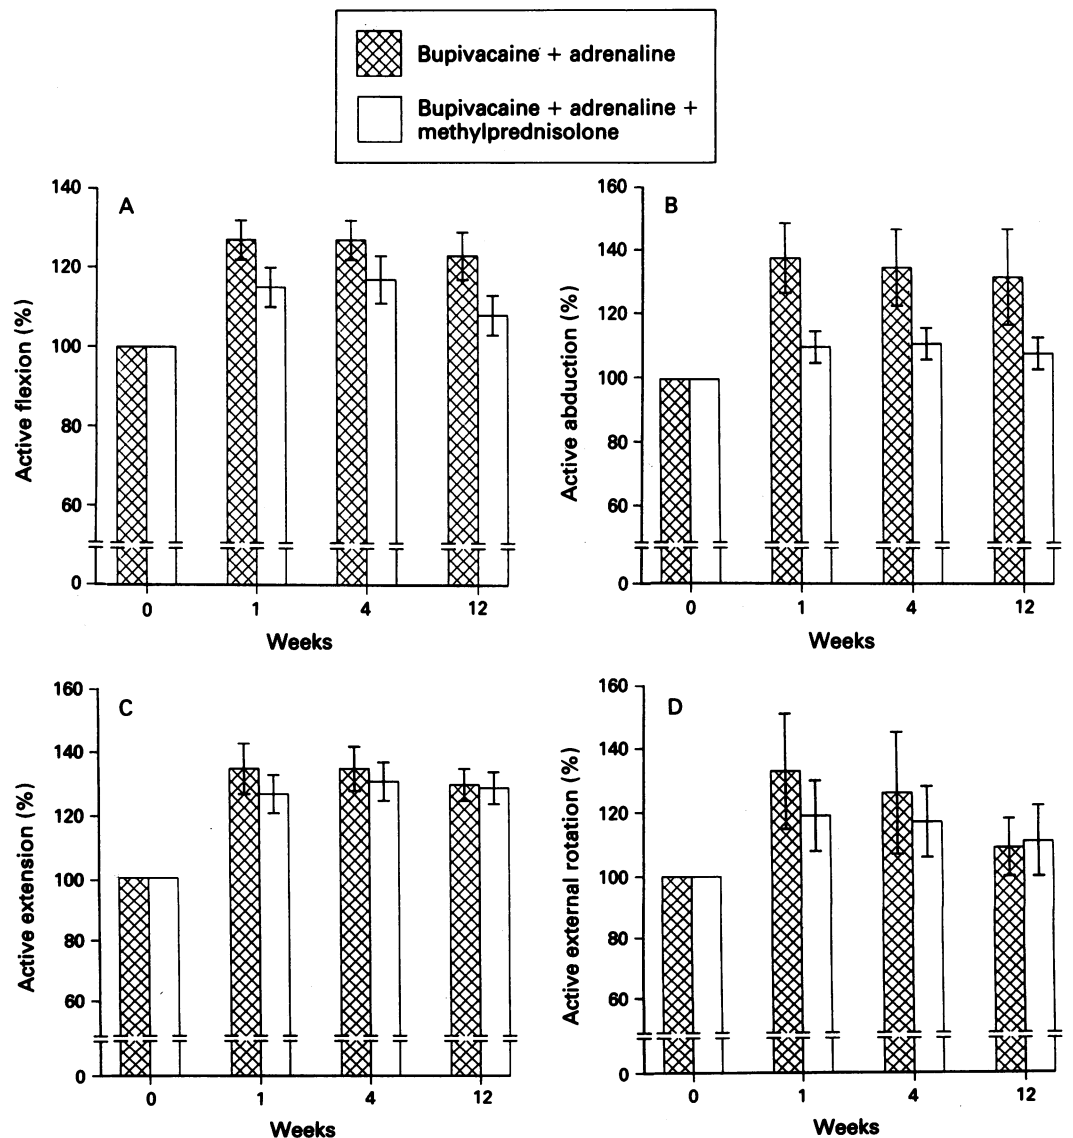 Bupivacaine + adrenaline
Bupivacaine + adrenaline +
methylprednisolone
A
Active flexion (%)
140
120
100
80
60
0
0 1 4 12
Weeks
B
Active abduction (%)
160
140
120
100
80
60
0
0 1 4 12
Weeks
C
Active extension (%)
160
140
120
100
80
60
0
0 1 4 12
Weeks
D
Active external rotation (%)
160
140
120
100
80
60
0
0 1 4 12
Weeks